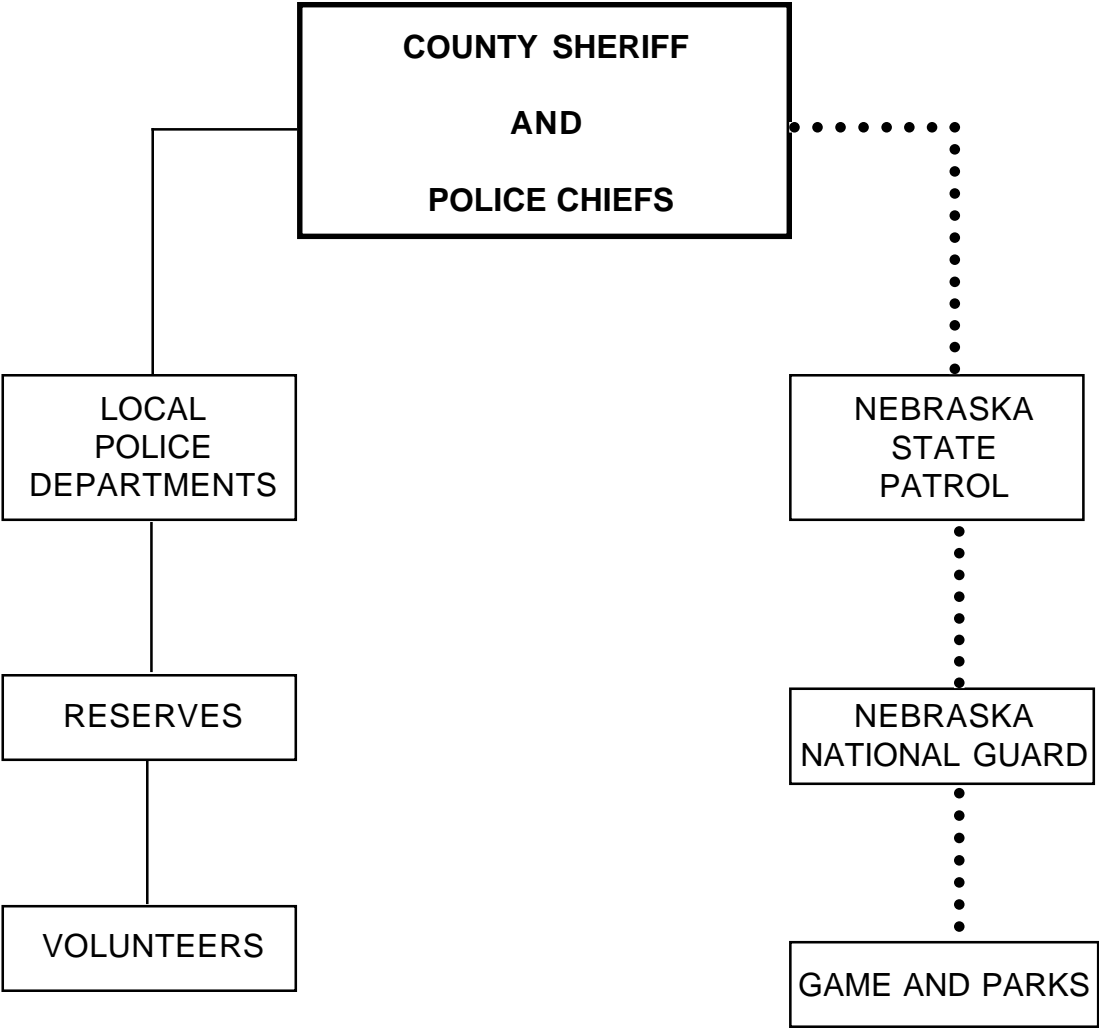 COUNTY SHERIFF
AND
POLICE CHIEFS
LOCAL
POLICE
DEPARTMENTS
NEBRASKA
STATE
PATROL
RESERVES
NEBRASKA
NATIONAL GUARD
VOLUNTEERS
GAME AND PARKS